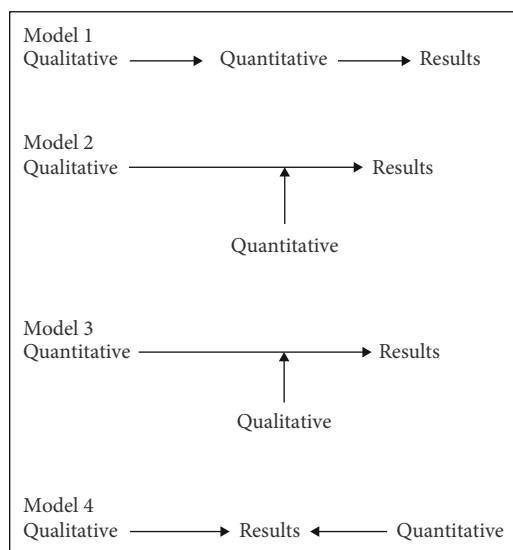 Model 1
Qualitative Quantitative Results
Model 2
Qualitative Results
Quantitative
Model 3
Quantitative Results
Qualitative
Model 4
Qualitative Results Quantitative